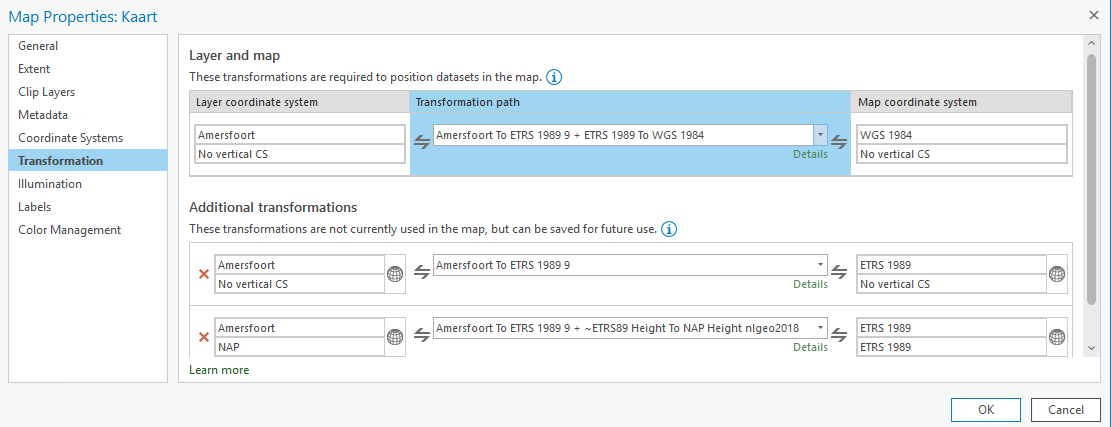 Map Properties: Kaart
General
Extent
Clip Layers
Metadata
Coordinate Systems
Transformation
Illumination
Labels
Color Management
Layer and map
These transformations are required to position datasets in the map.
Layer coordinate system
Transformation path
Map coordinate system
Amersfoort
No vertical CS
Amersfoort To ETRS 1989 9 + ETRS 1989 To WGS 1984
Details
WGS 1984
No vertical CS
Additional transformations
These transformations are not currently used in the map, but can be saved for future use.
Amersfoort
No vertical CS
Amersfoort To ETRS 1989 9
Details
ETRS 1989
No vertical CS
Amersfoort
NAP
Amersfoort To ETRS 1989 9 + ~ETRS89 Height To NAP Height nlgeo2018
Details
ETRS 1989
ETRS 1989
Learn more
OK
Cancel